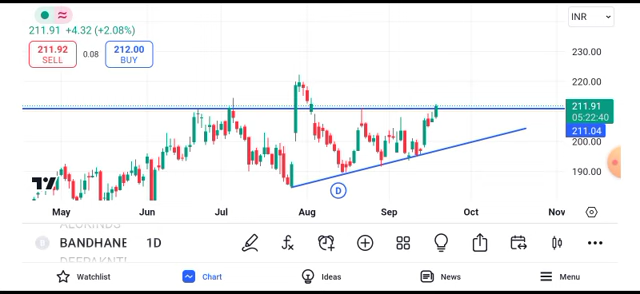 INR
211.91 +4.32 (+2.08%)
211.92
SELL
0.08
212.00
BUY
230.00
220.00
211.91
05:22:40
211.04
200.00
190.00
D
May Jun Jul Aug Sep Oct Nov
BANDHANE 1D
Watchlist Chart Ideas News Menu